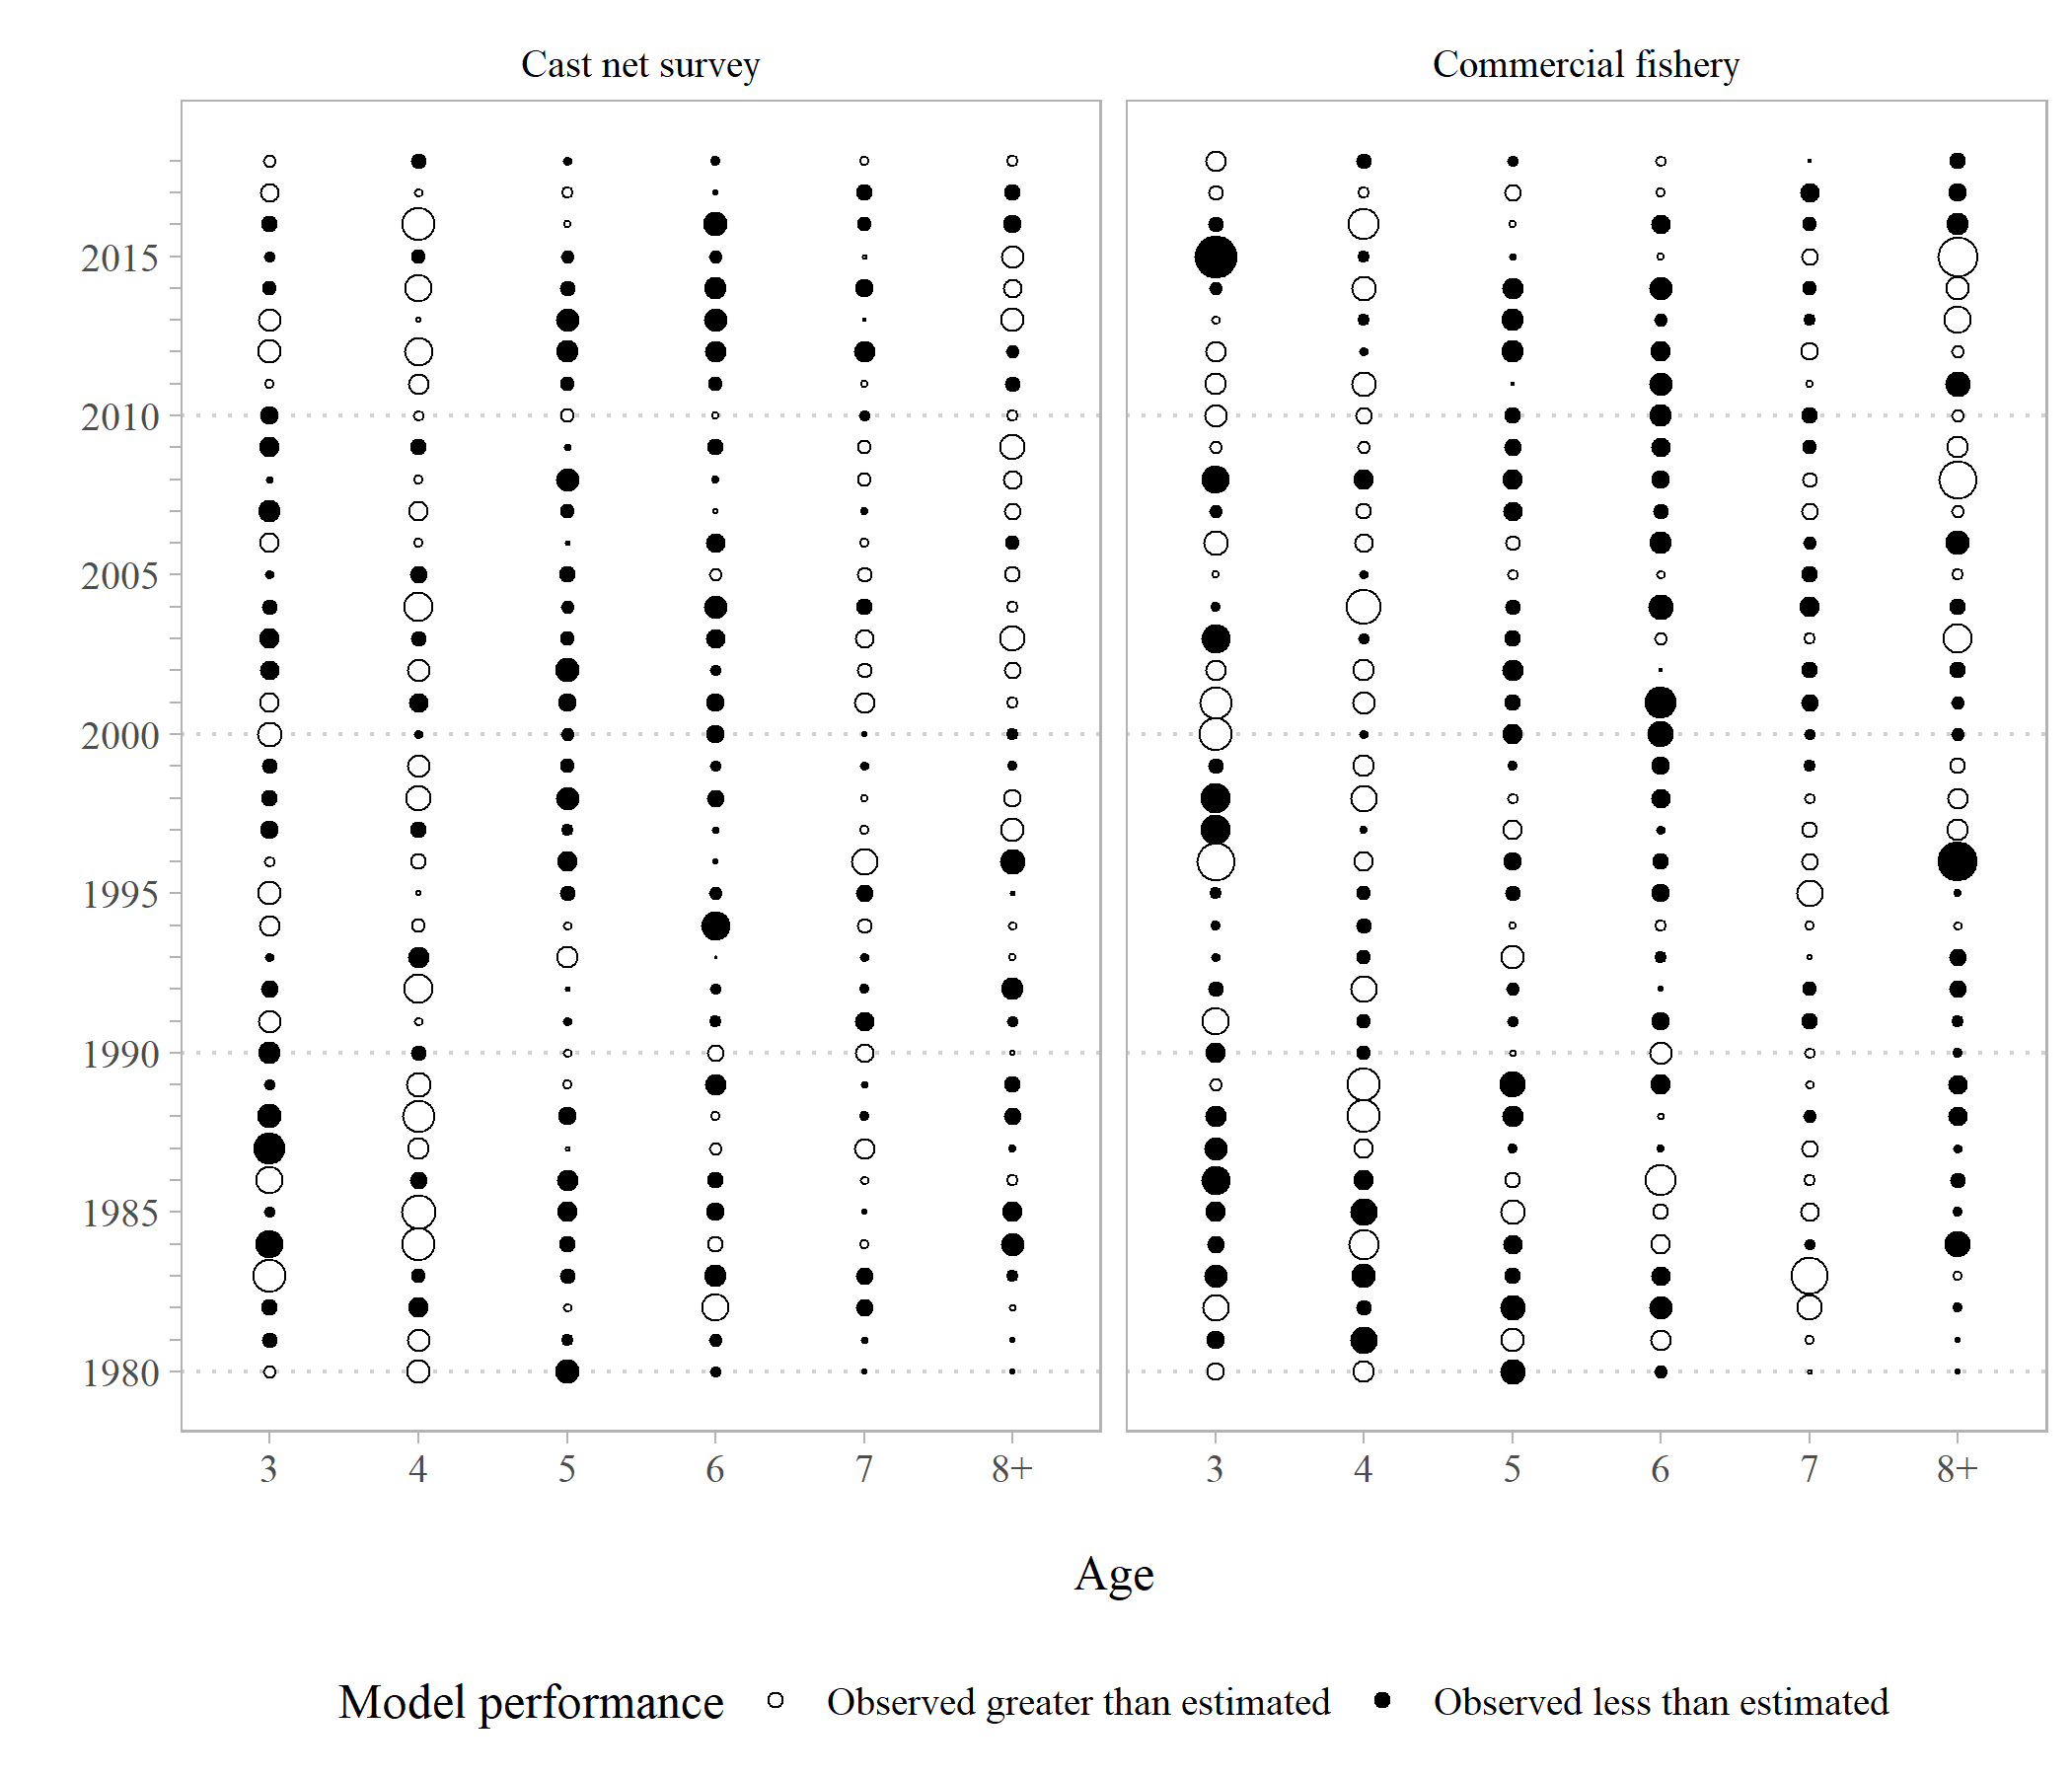 Cast net survey Commercial fishery
2015
2010
2005
2000
1995
1990
1985
1980
3 4 5 6 7 8+ 3 4 5 6 7 8+
Age
Model performance Observed greater than estimated Observed less than estimated